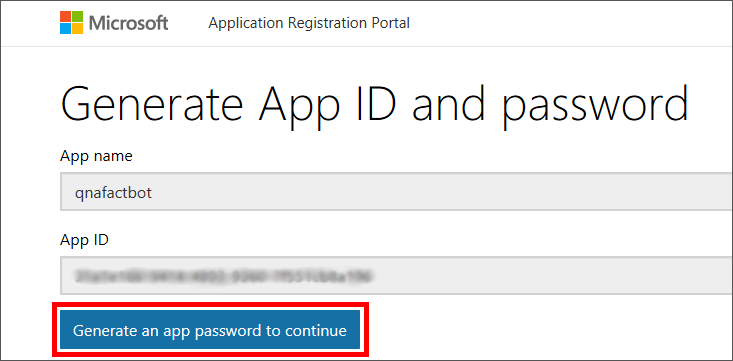 Microsoft Application Registration Portal
Generate App ID and password
App name
qnafactbot
App ID
Generate an app password to continue